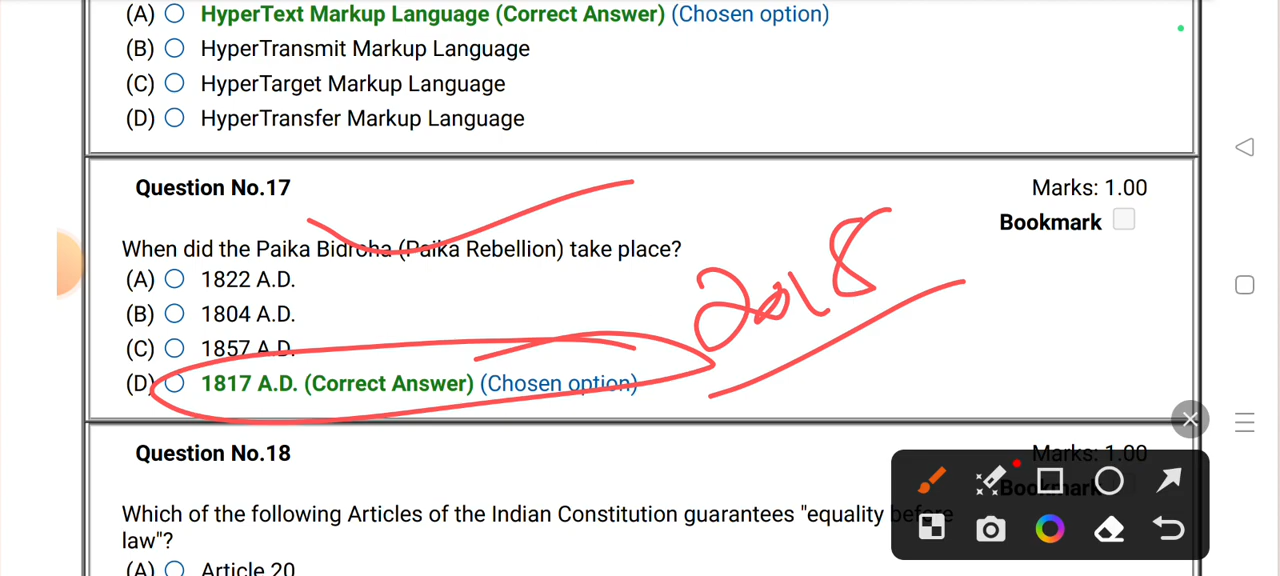 (A) HyperText Markup Language (Correct Answer) (Chosen option)
(B) HyperTransmit Markup Language
(C) HyperTarget Markup Language
(D) HyperTransfer Markup Language
Question No.17
Marks: 1.00
Bookmark
When did the Paika Bidroha (Paika Rebellion) take place?
(A) 1822 A.D.
(B) 1804 A.D.
(C) 1857 A.D.
(D) 1817 A.D. (Correct Answer) (Chosen option)
2018
Question No.18
Marks: 1.00
Bookmark
Which of the following Articles of the Indian Constitution guarantees "equality before
law"?
(A) Article 20